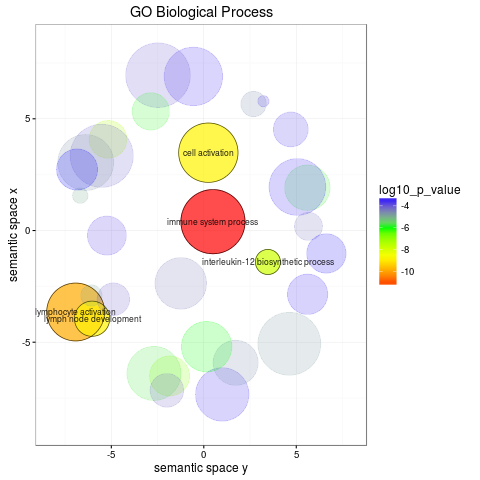 GO Biological Process
semantic space x
5
0
-5
cell activation
immune system process
interleukin-12 biosynthetic process
lymphocyte activation
lymph node development
-5
0
5
semantic space y
log10_p_value
-4
-6
-8
-10